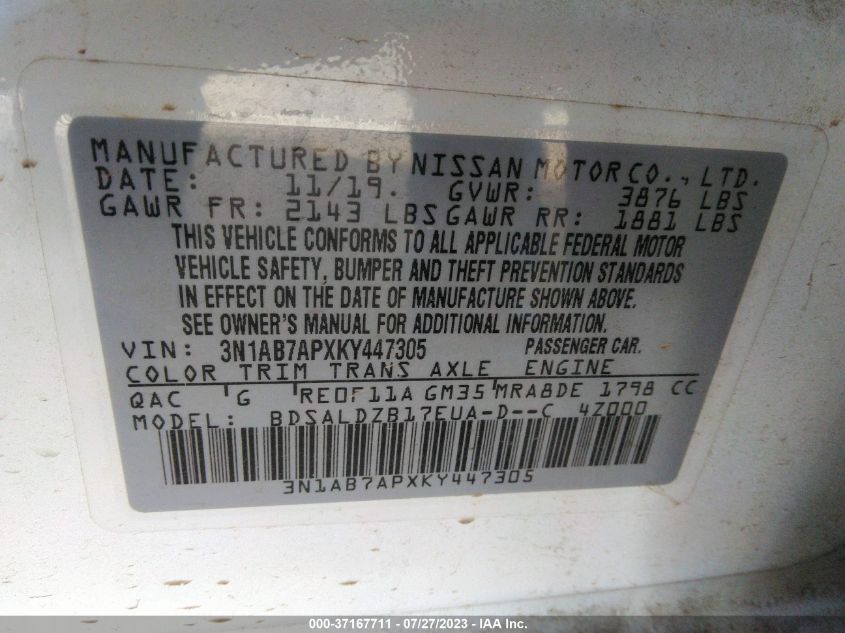 MANUFACTURED BY NISSAN MOTOR CO., LTD.
DATE: 11/19. GVWR: 3876 LBS
GAWR FR: 2143 LBS GAWR RR: 1881 LBS
THIS VEHICLE CONFORMS TO ALL APPLICABLE FEDERAL MOTOR
VEHICLE SAFETY, BUMPER AND THEFT PREVENTION STANDARDS
IN EFFECT ON THE DATE OF MANUFACTURE SHOWN ABOVE.
SEE OWNER'S MANUAL FOR ADDITIONAL INFORMATION.
VIN: 3N1AB7APXKY447305 PASSENGER CAR.
COLOR TRIM TRANS AXLE ENGINE
QAC G RE0F11A GM35 MRA8DE 1798 CC
MODEL: BDSALDZB17EUA-D--C 4Z000
3N1AB7APXKY447305
000-37167711 - 07/27/2023 - IAA Inc.